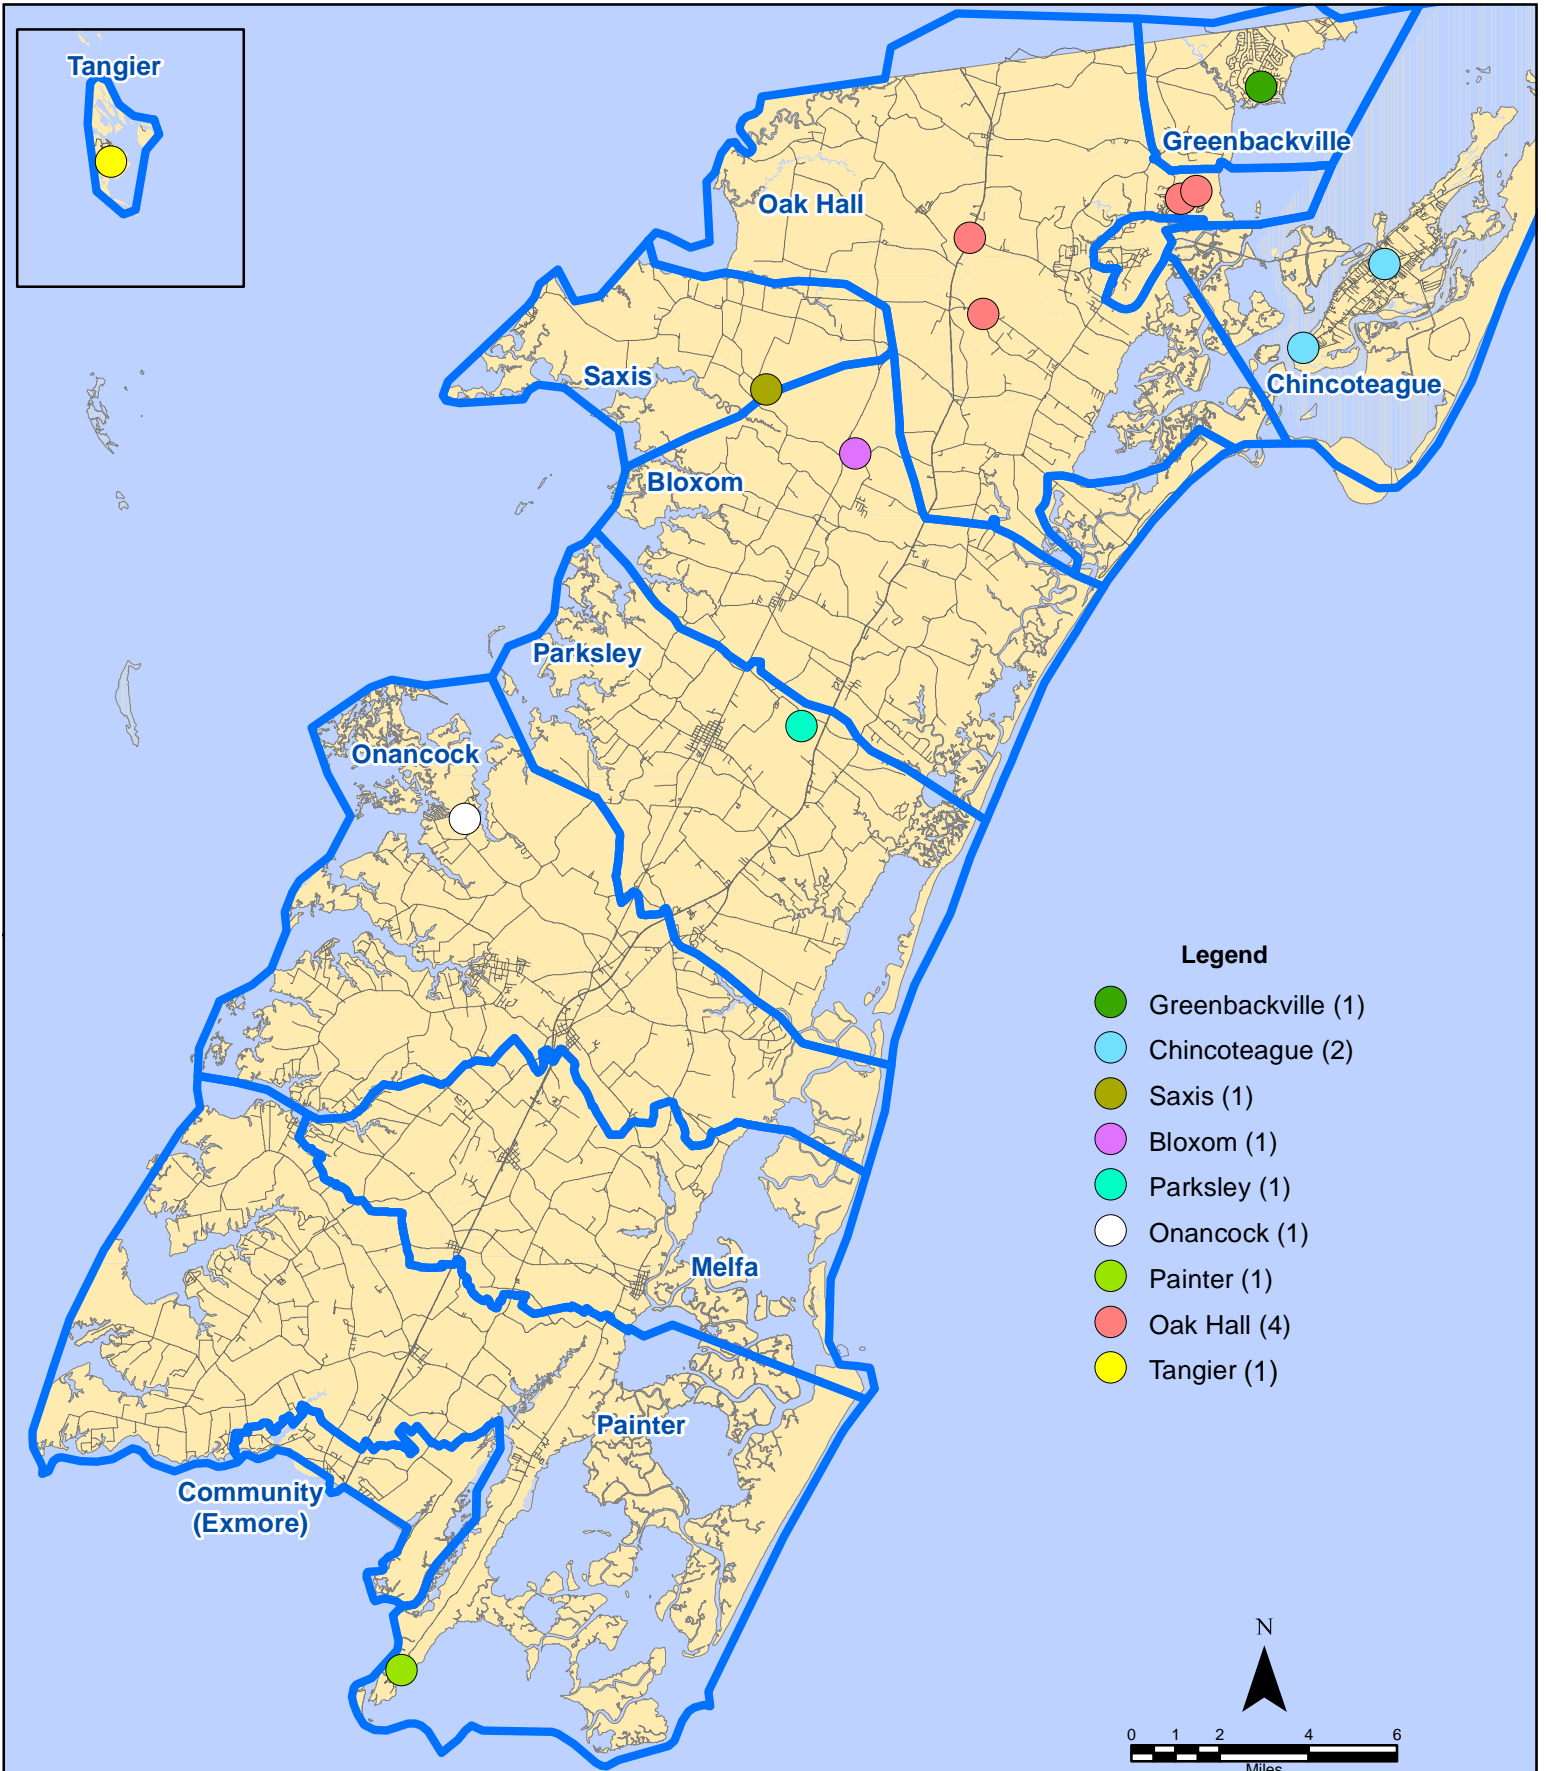 Tangier
Greenbackville
Oak Hall
Saxis
Chincoteague
Bloxom
Parksley
Onancock
Melfa
Painter
Community
(Exmore)
Legend
Greenbackville (1)
Chincoteague (2)
Saxis (1)
Bloxom (1)
Parksley (1)
Onancock (1)
Painter (1)
Oak Hall (4)
Tangier (1)
N
0 1 2 4 6
Miles